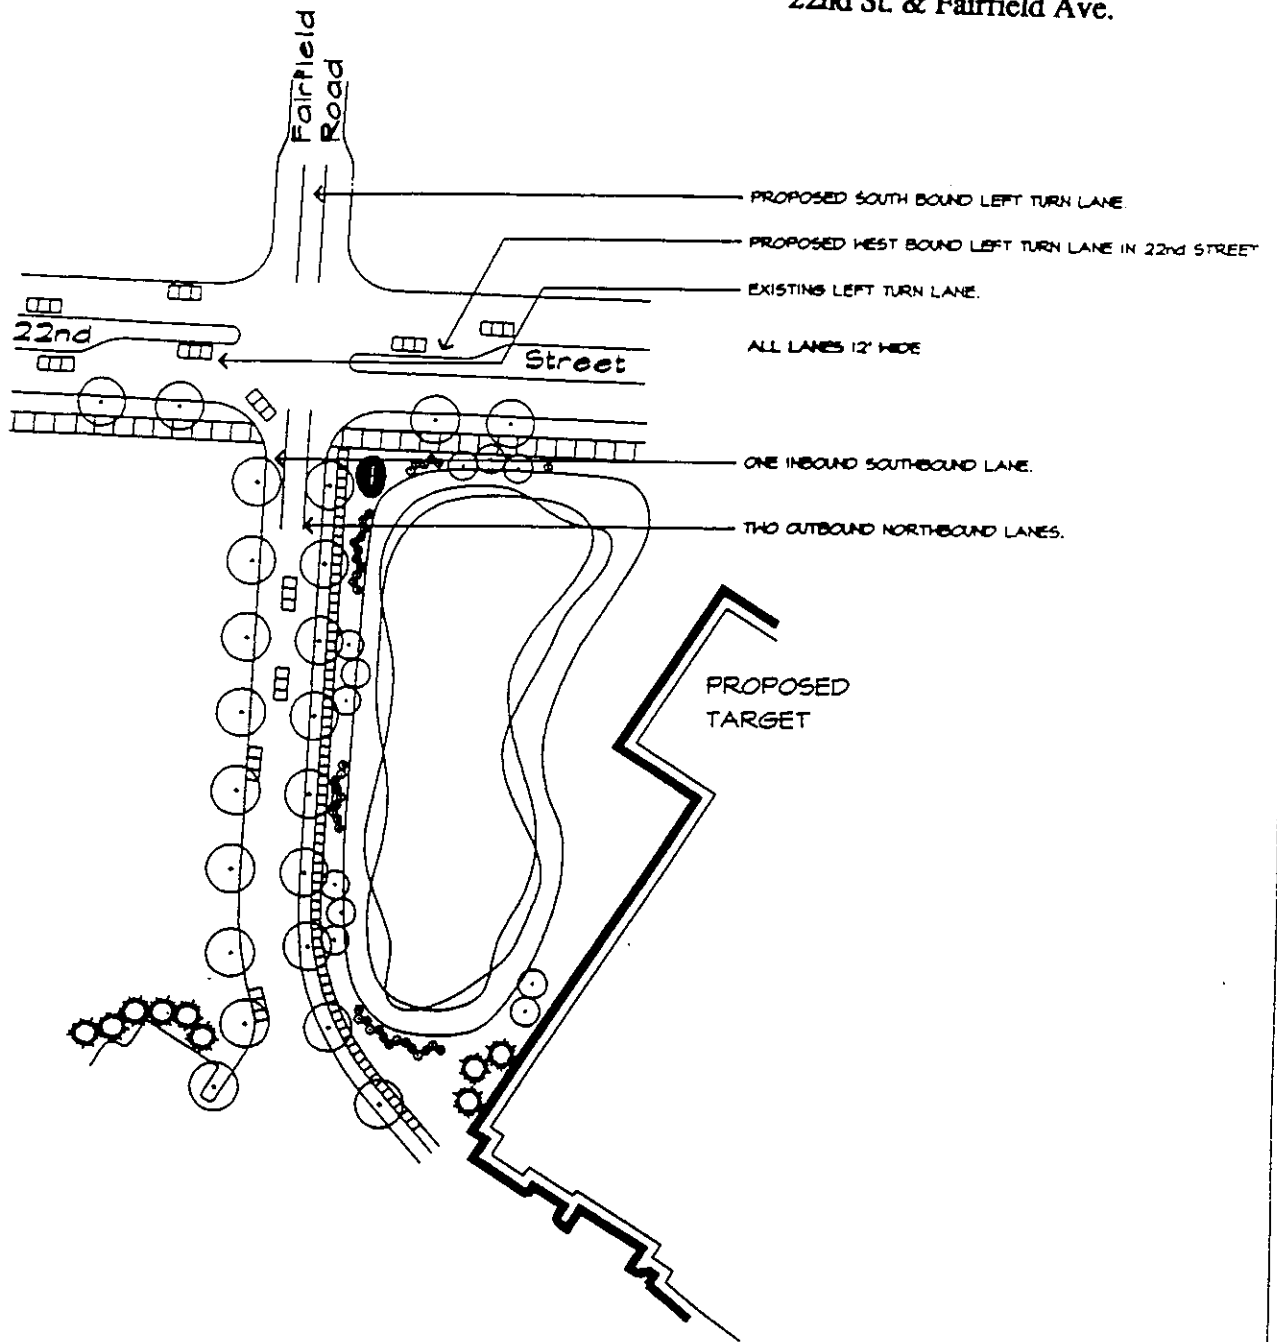 22nd St. & Fairfield Ave.
Fairfield
Road
PROPOSED SOUTH BOUND LEFT TURN LANE.
PROPOSED WEST BOUND LEFT TURN LANE IN 22nd STREET
EXISTING LEFT TURN LANE.
22nd
Street
ALL LANES 12' WIDE
ONE INBOUND SOUTHBOUND LANE.
TWO OUTBOUND NORTHBOUND LANES.
PROPOSED
TARGET